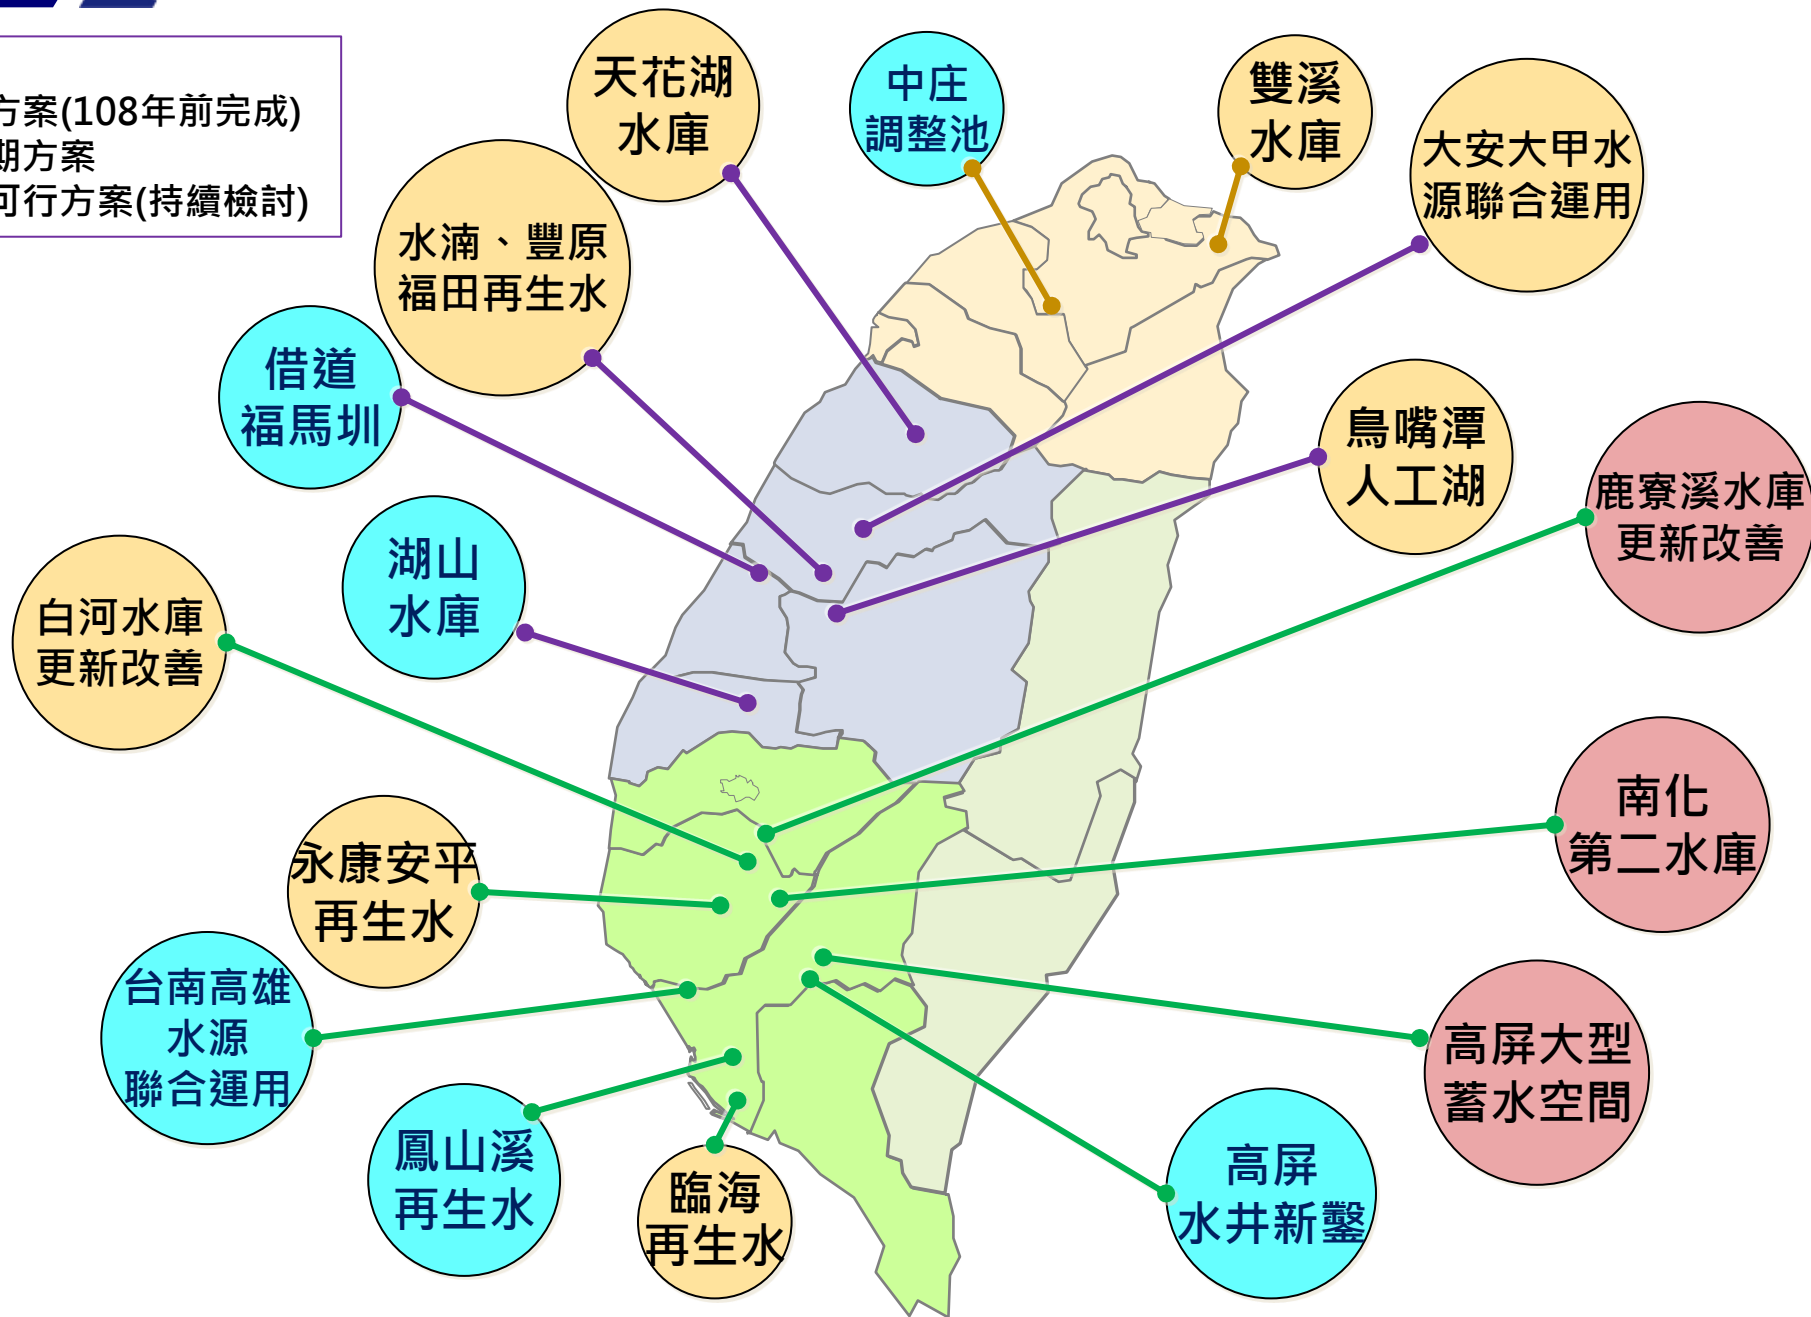 方案(108年前完成)
期方案
可行方案(持續檢討)
天花湖
水庫
中庄
調整池
雙溪
水庫
大安大甲水
源聯合運用
水湳、豐原
福田再生水
借道
福馬圳
鳥嘴潭
人工湖
鹿寮溪水庫
更新改善
湖山
水庫
白河水庫
更新改善
南化
第二水庫
永康安平
再生水
台南高雄
水源
聯合運用
高屏大型
蓄水空間
鳳山溪
再生水
臨海
再生水
高屏
水井新鑿